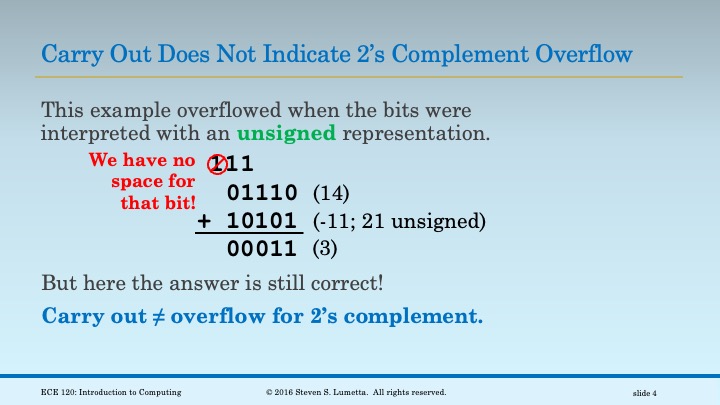 Carry Out Does Not Indicate 2’s Complement Overflow
This example overflowed when the bits were
interpreted with an unsigned representation.
We have no
space for
that bit!
111
01110 (14)
+ 10101 (-11; 21 unsigned)
00011 (3)
But here the answer is still correct!
Carry out ≠ overflow for 2’s complement.
ECE 120: Introduction to Computing
© 2016 Steven S. Lumetta. All rights reserved.
slide 4